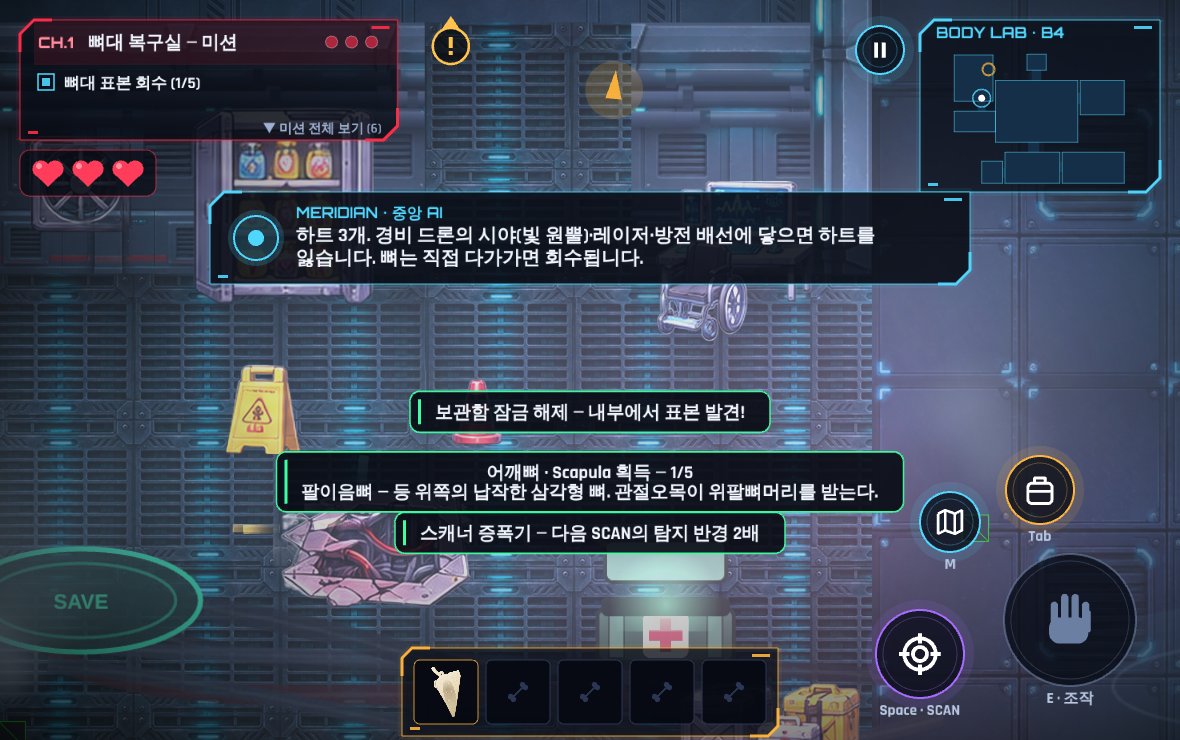 CH.1 뼈대 복구실 – 미션
뼈대 표본 회수 (1/5)
▼ 미션 전체 보기 (6)
!
BODY LAB · B4
MERIDIAN · 중앙 AI
하트 3개. 경비 드론의 시야(빛 원뿔)·레이저·방전 배선에 닿으면 하트를
잃습니다. 뼈는 직접 다가가면 회수됩니다.
보관함 잠금 해제 – 내부에서 표본 발견!
어깨뼈 · Scapula 획득 – 1/5
팔이음뼈 – 등 위쪽의 납작한 삼각형 뼈. 관절오목이 위팔뼈머리를 받는다.
스캐너 증폭기 – 다음 SCAN의 탐지 반경 2배
Tab
M
SAVE
Space · SCAN
E · 조작